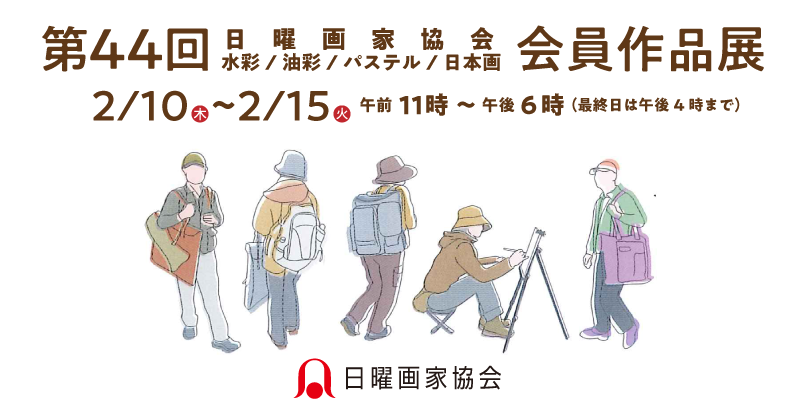 第44回 日曜画家協会 会員作品展
水彩/油彩/パステル/日本画
2/10木～2/15火 午前11時～午後6時（最終日は午後4時まで）
日曜画家協会